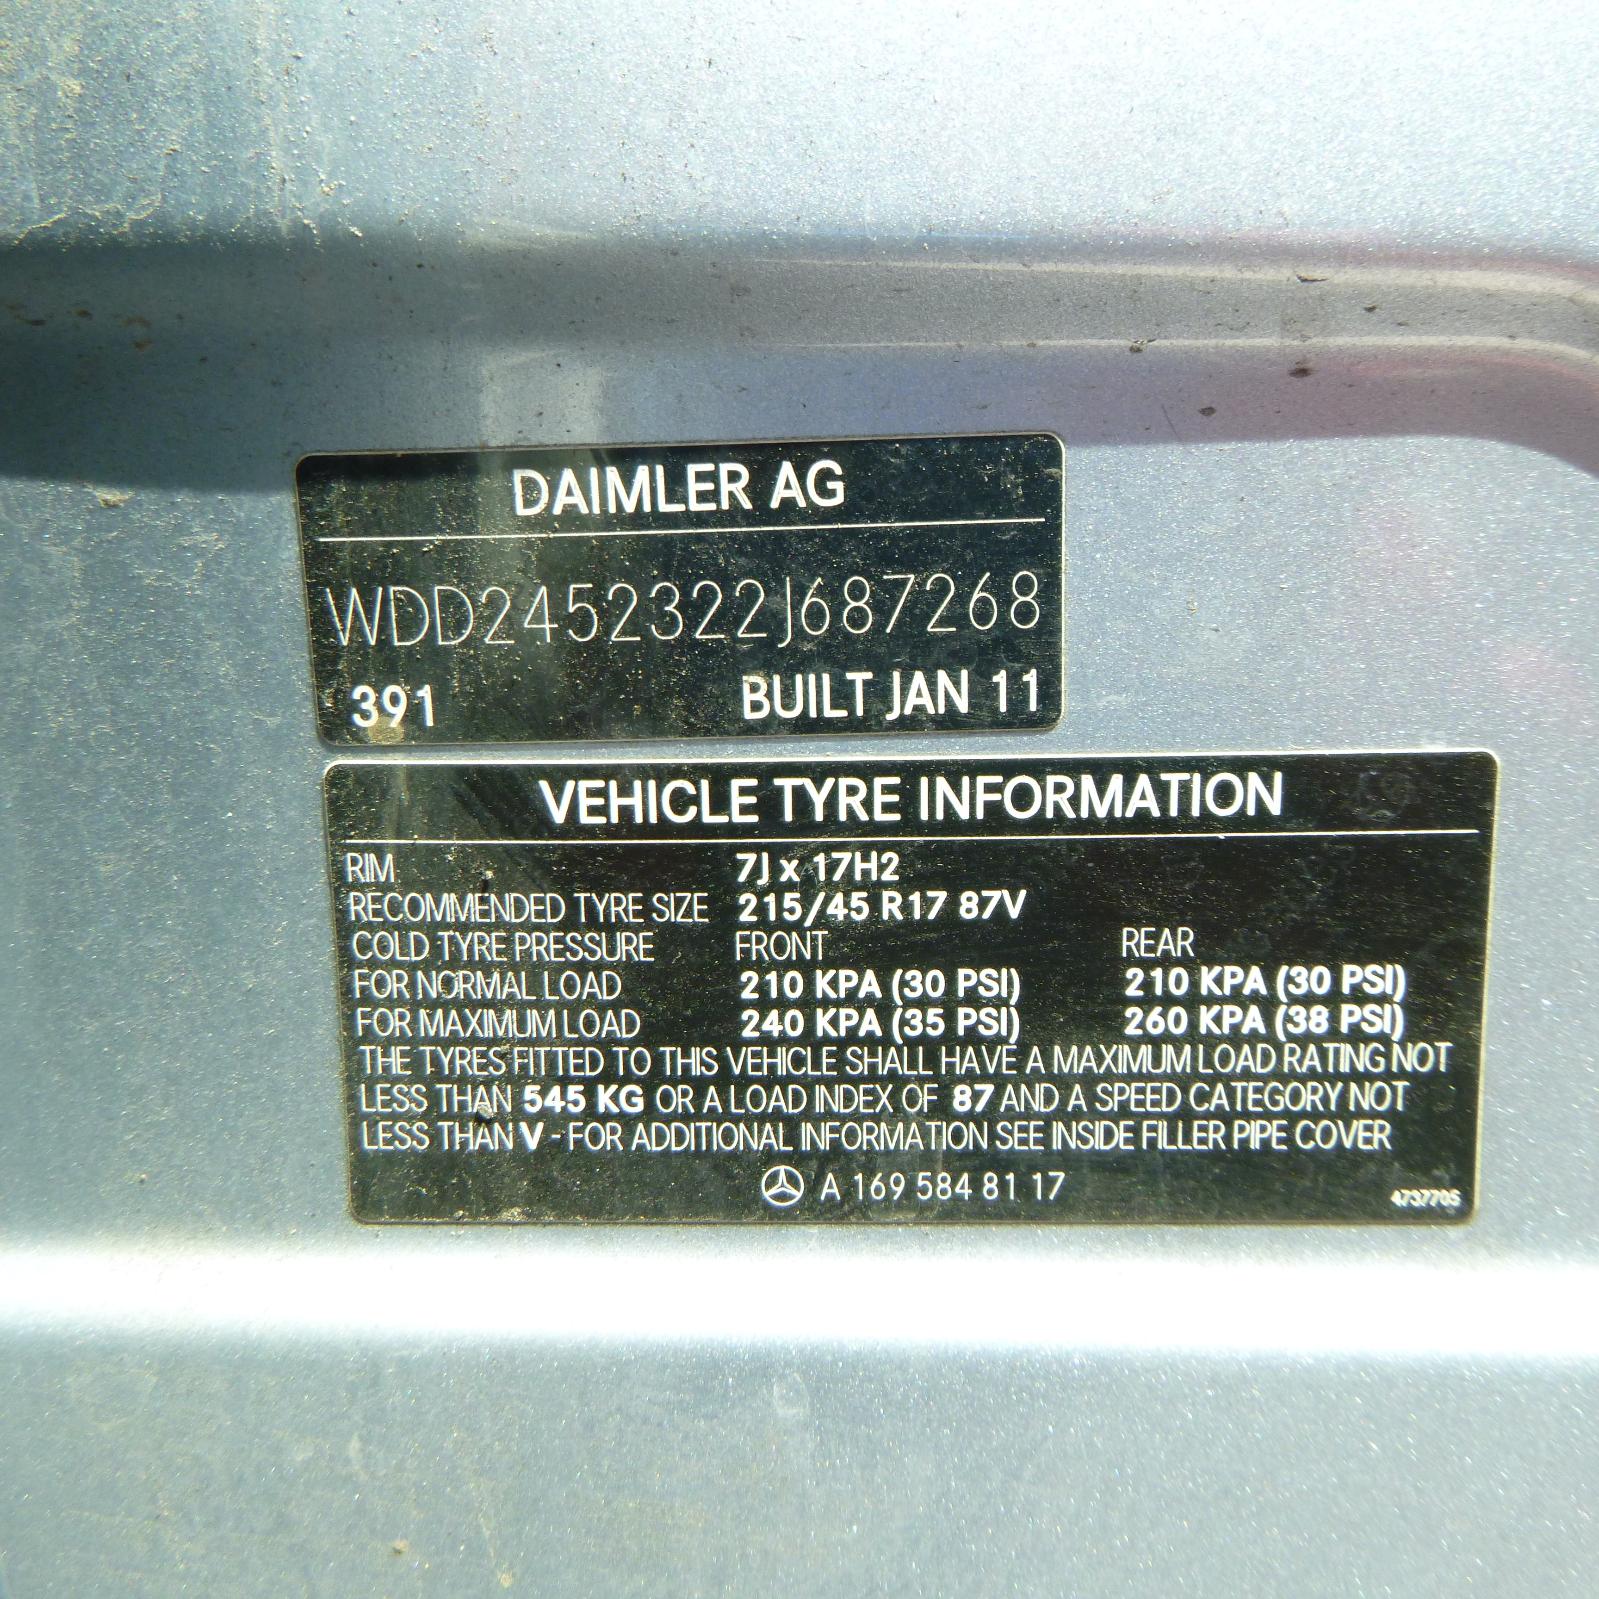 DAIMLER AG
WDD2452322J687268
391 BUILT JAN 11
VEHICLE TYRE INFORMATION
RIM 7J x 17H2
RECOMMENDED TYRE SIZE 215/45 R17 87V
COLD TYRE PRESSURE FRONT REAR
FOR NORMAL LOAD 210 KPA (30 PSI) 210 KPA (30 PSI)
FOR MAXIMUM LOAD 240 KPA (35 PSI) 260 KPA (38 PSI)
THE TYRES FITTED TO THIS VEHICLE SHALL HAVE A MAXIMUM LOAD RATING NOT
LESS THAN 545 KG OR A LOAD INDEX OF 87 AND A SPEED CATEGORY NOT
LESS THAN V - FOR ADDITIONAL INFORMATION SEE INSIDE FILLER PIPE COVER
A 169 584 81 17